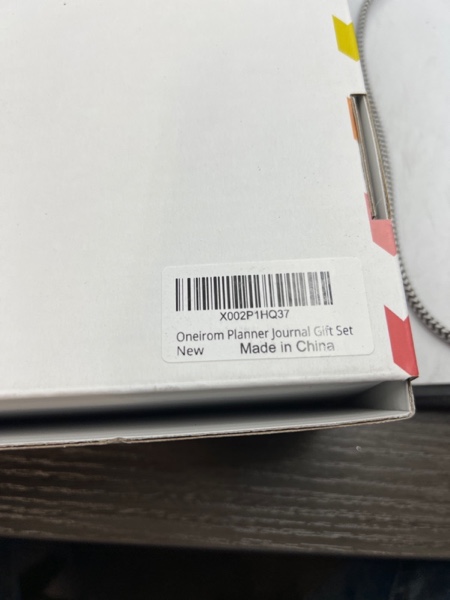 X002P1HQ37
Oneirom Planner Journal Gift Set
New Made in China